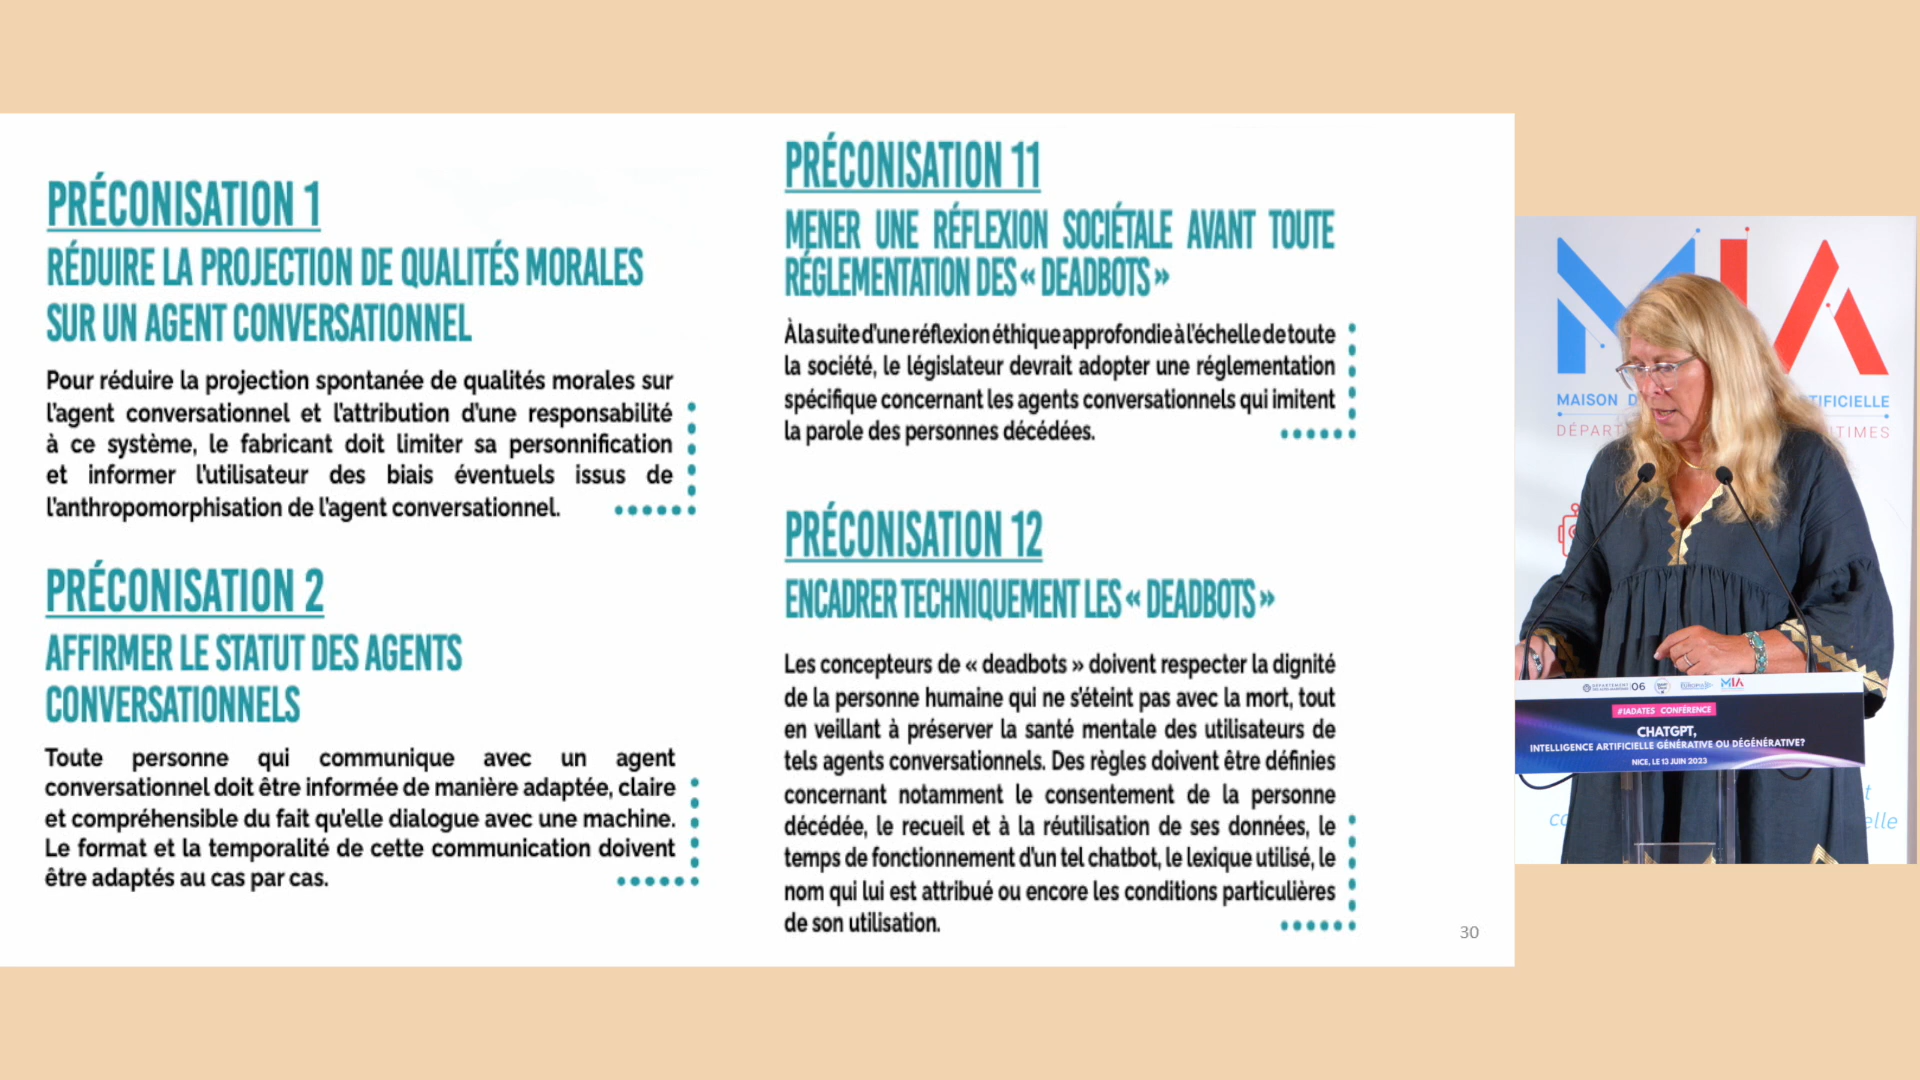 PRÉCONISATION 1
RÉDUIRE LA PROJECTION DE QUALITÉS MORALES
SUR UN AGENT CONVERSATIONNEL
Pour réduire la projection spontanée de qualités morales sur
l'agent conversationnel et l'attribution d'une responsabilité
à ce système, le fabricant doit limiter sa personnification
et informer l'utilisateur des biais éventuels issus de
l'anthropomorphisation de l'agent conversationnel.
PRÉCONISATION 2
AFFIRMER LE STATUT DES AGENTS
CONVERSATIONNELS
Toute personne qui communique avec un agent
conversationnel doit être informée de manière adaptée, claire
et compréhensible du fait qu'elle dialogue avec une machine.
Le format et la temporalité de cette communication doivent
être adaptés au cas par cas.
PRÉCONISATION 11
MENER UNE RÉFLEXION SOCIÉTALE AVANT TOUTE
RÉGLEMENTATION DES « DEADBOTS »
À la suite d'une réflexion éthique approfondie à l'échelle de toute
la société, le législateur devrait adopter une réglementation
spécifique concernant les agents conversationnels qui imitent
la parole des personnes décédées.
PRÉCONISATION 12
ENCADRER TECHNIQUEMENT LES « DEADBOTS »
Les concepteurs de « deadbots » doivent respecter la dignité
de la personne humaine qui ne s'éteint pas avec la mort, tout
en veillant à préserver la santé mentale des utilisateurs de
tels agents conversationnels. Des règles doivent être définies
concernant notamment le consentement de la personne
décédée, le recueil et à la réutilisation de ses données, le
temps de fonctionnement d'un tel chatbot, le lexique utilisé, le
nom qui lui est attribué ou encore les conditions particulières
de son utilisation.
30
MIA
MAISON D TIFICIELLE
DÉPART TIMES
06
MIA
#IADATES CONFÉRENCE
CHATGPT,
INTELLIGENCE ARTIFICIELLE GÉNÉRATIVE OU DÉGÉNÉRATIVE?
NICE, LE 13 JUIN 2023
t
co elle